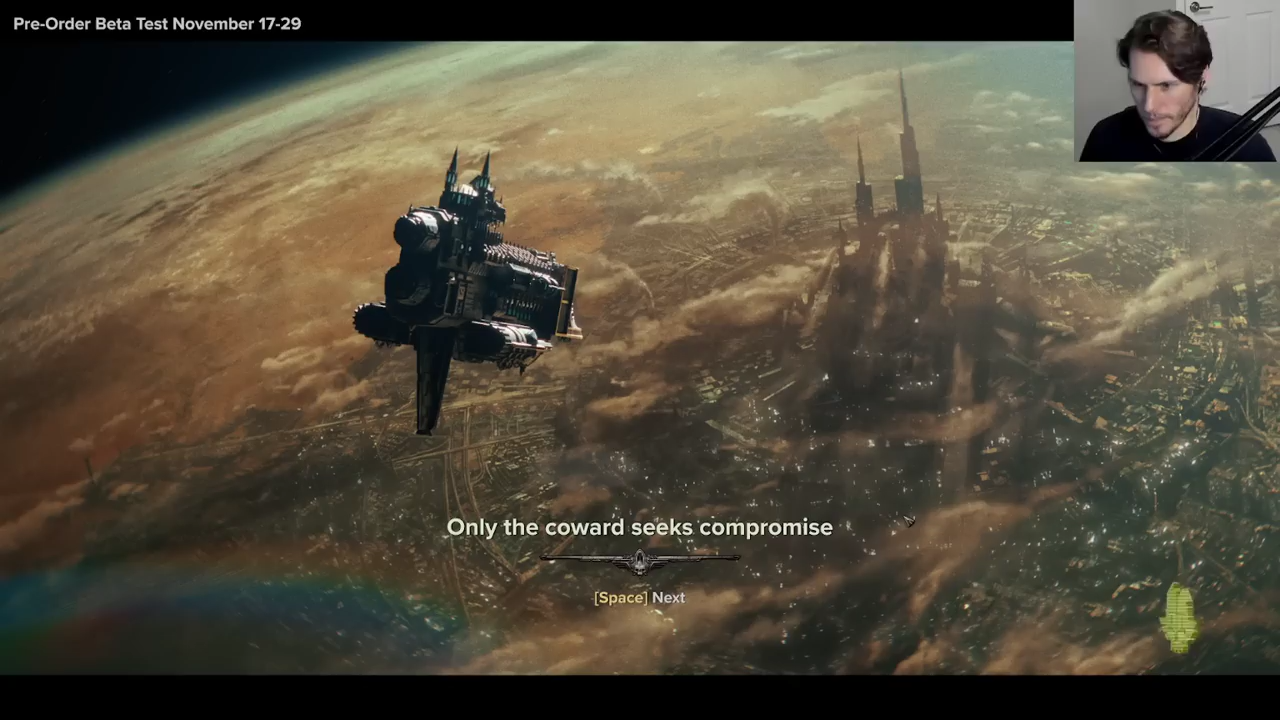 Pre-Order Beta Test November 17-29
Only the coward seeks compromise
[Space] Next